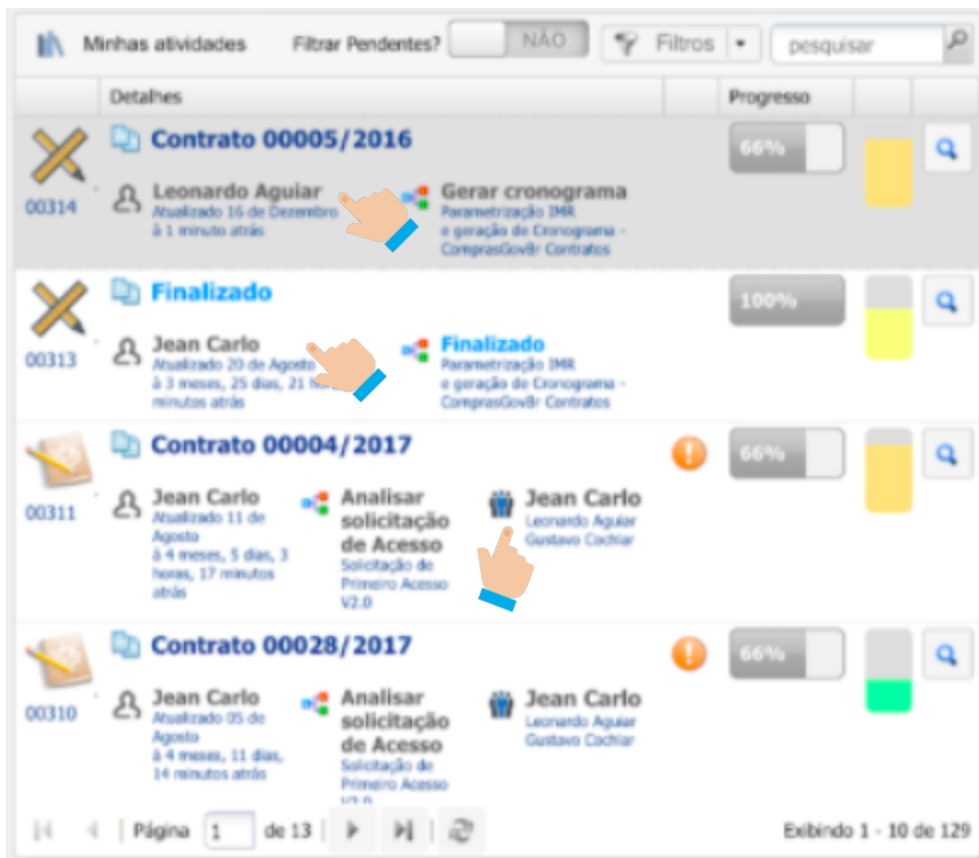 Minhas atividades Filtrar Pendentes? NÃO Filtros pesquisar
Detalhes Progresso
Contrato 00005/2016 66%
00314
Leonardo Aguiar Gerar cronograma
Atualizado 16 de Dezembro Parametrização IMR
à 1 minuto atrás e geração de Cronograma -
ComprasGovBr Contratos
Finalizado 100%
00313
Jean Carlo Finalizado
Atualizado 20 de Agosto Parametrização IMR
à 3 meses, 25 dias, 21 e geração de Cronograma -
minutos atrás ComprasGovBr Contratos
Contrato 00004/2017 66%
00311
Jean Carlo Analisar Jean Carlo
Atualizado 11 de solicitação Leonardo Aguiar
Agosto de Acesso Gustavo Cochlar
à 4 meses, 5 dias, 3 Solicitação de
horas, 17 minutos Primeiro Acesso
atrás V2.0
Contrato 00028/2017 66%
00310
Jean Carlo Analisar Jean Carlo
Atualizado 05 de solicitação Leonardo Aguiar
Agosto de Acesso Gustavo Cochlar
à 4 meses, 11 dias, Solicitação de
14 minutos atrás Primeiro Acesso
V2.0
Página 1 de 13 Exibindo 1 - 10 de 129